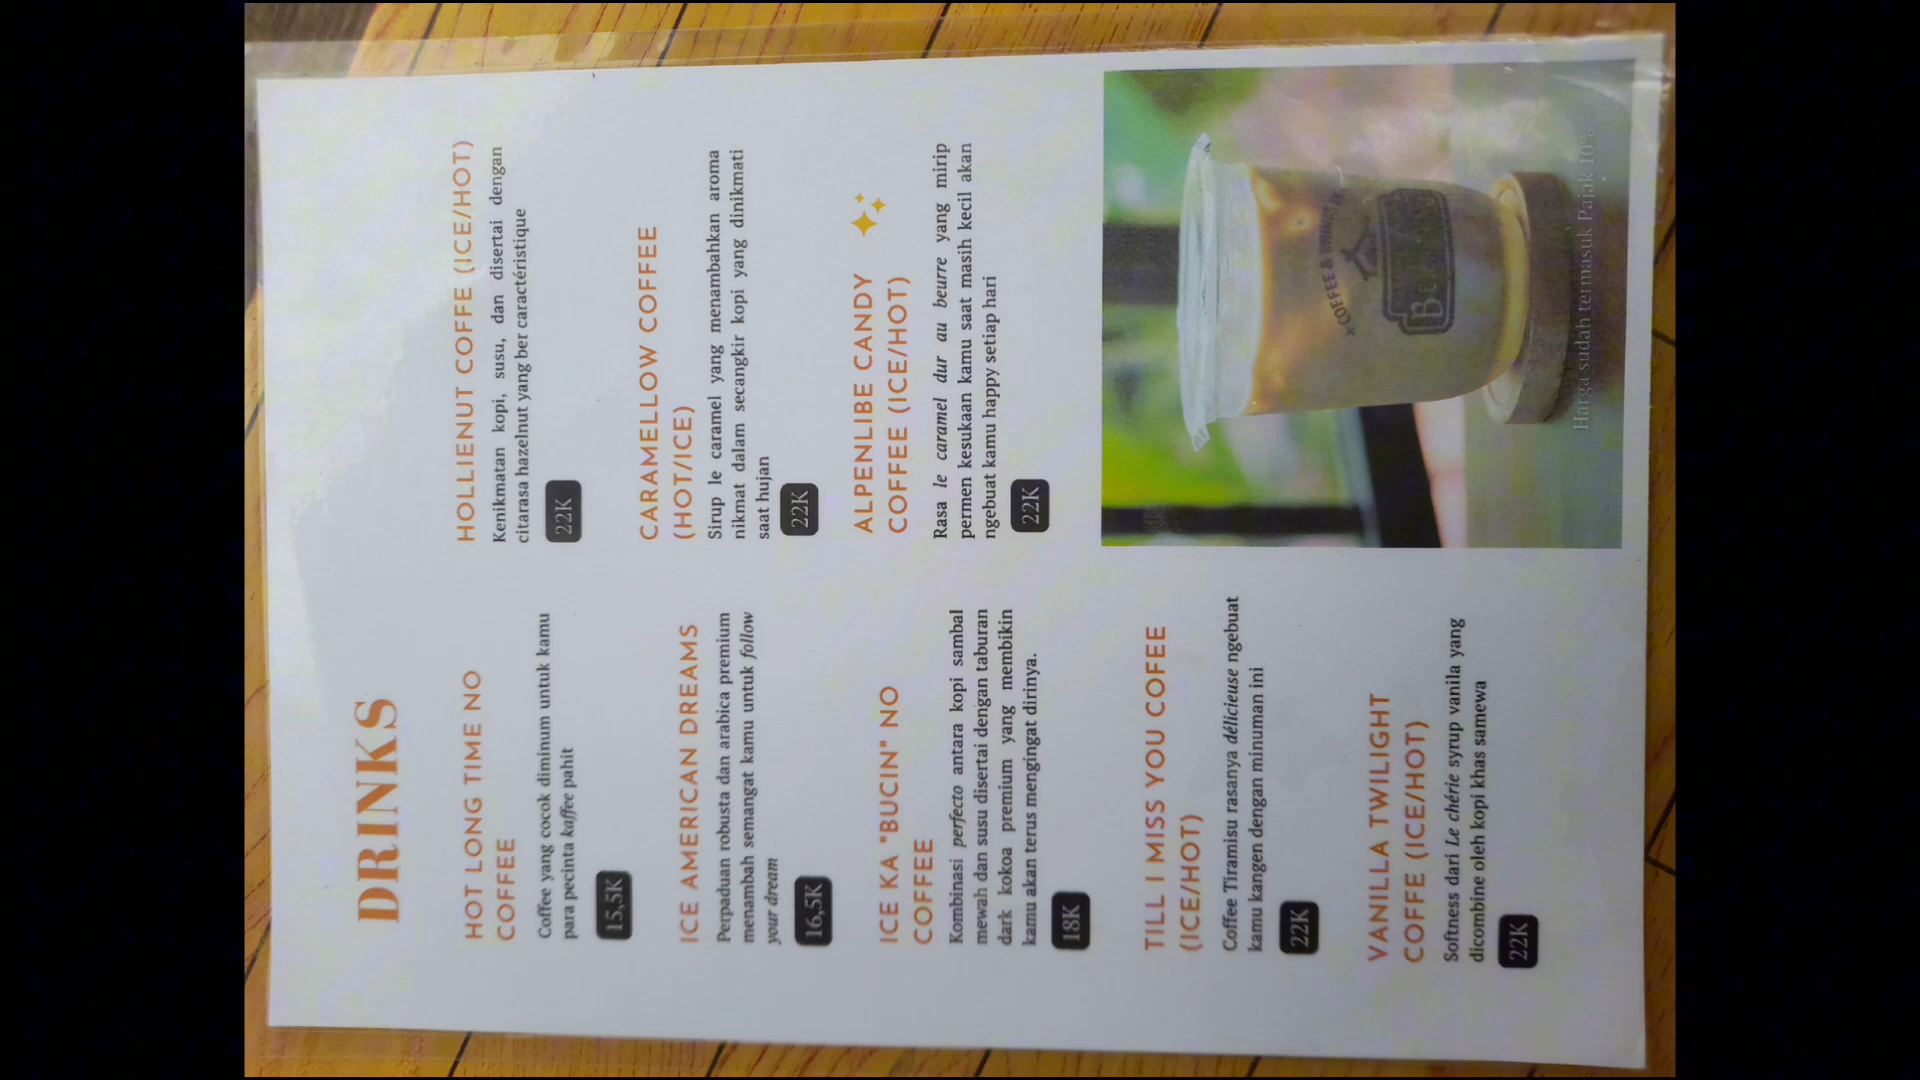 DRINKS
HOT LONG TIME NO
COFFEE
Coffee yang cocok diminum untuk kamu
para pecinta kaffee pahit
15,5K
ICE AMERICAN DREAMS
Perpaduan robusta dan arabica premium
menambah semangat kamu untuk follow
your dream
16,5K
ICE KA "BUCIN" NO
COFFEE
Kombinasi perfecto antara kopi sambal
mewah dan susu disertai dengan taburan
dark kokoa premium yang membikin
kamu akan terus mengingat dirinya.
18K
TILL I MISS YOU COFEE
(ICE/HOT)
Coffee Tiramisu rasanya délicieuse ngebuat
kamu kangen dengan minuman ini
22K
VANILLA TWILIGHT
COFFE (ICE/HOT)
Softness dari Le chérie syrup vanila yang
dicombine oleh kopi khas samewa
22K
HOLLIENUT COFFE (ICE/HOT)
Kenikmatan kopi, susu, dan disertai dengan
citarasa hazelnut yang ber caractéristique
22K
CARAMELLOW COFFEE
(HOT/ICE)
Sirup le caramel yang menambahkan aroma
nikmat dalam secangkir kopi yang dinikmati
saat hujan
22K
ALPENLIBE CANDY
COFFEE (ICE/HOT)
Rasa le caramel dur au beurre yang mirip
permen kesukaan kamu saat masih kecil akan
ngebuat kamu happy setiap hari
22K
COFFEE &
Harga sudah termasuk Pajak 10%